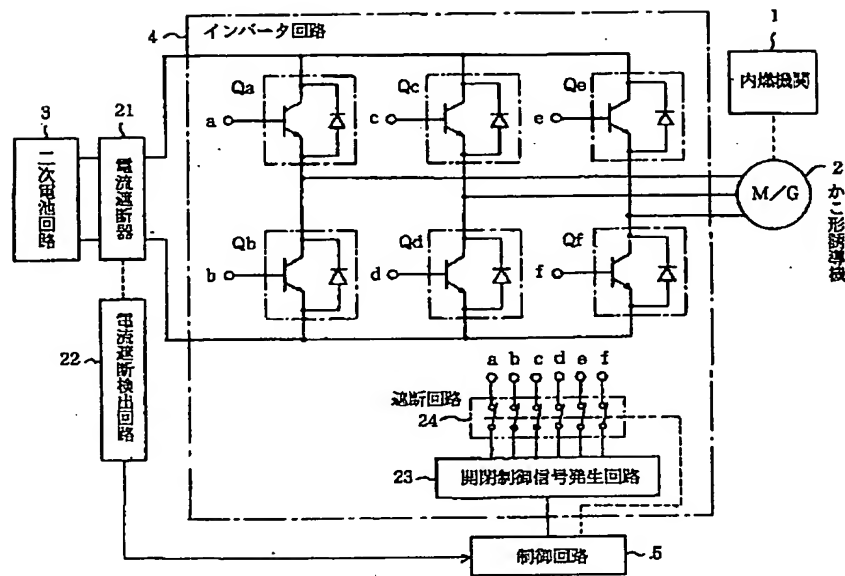 4
インバータ回路
1
内燃機関
3
二次電池回路
21
電流遮断器
Qa
a
Qc
c
Qe
e
2
M/G
かご形誘導機
Qb
b
Qd
d
Qf
f
22
電流遮断検出回路
a b c d e f
遮断回路
24
23
開閉制御信号発生回路
制御回路
5